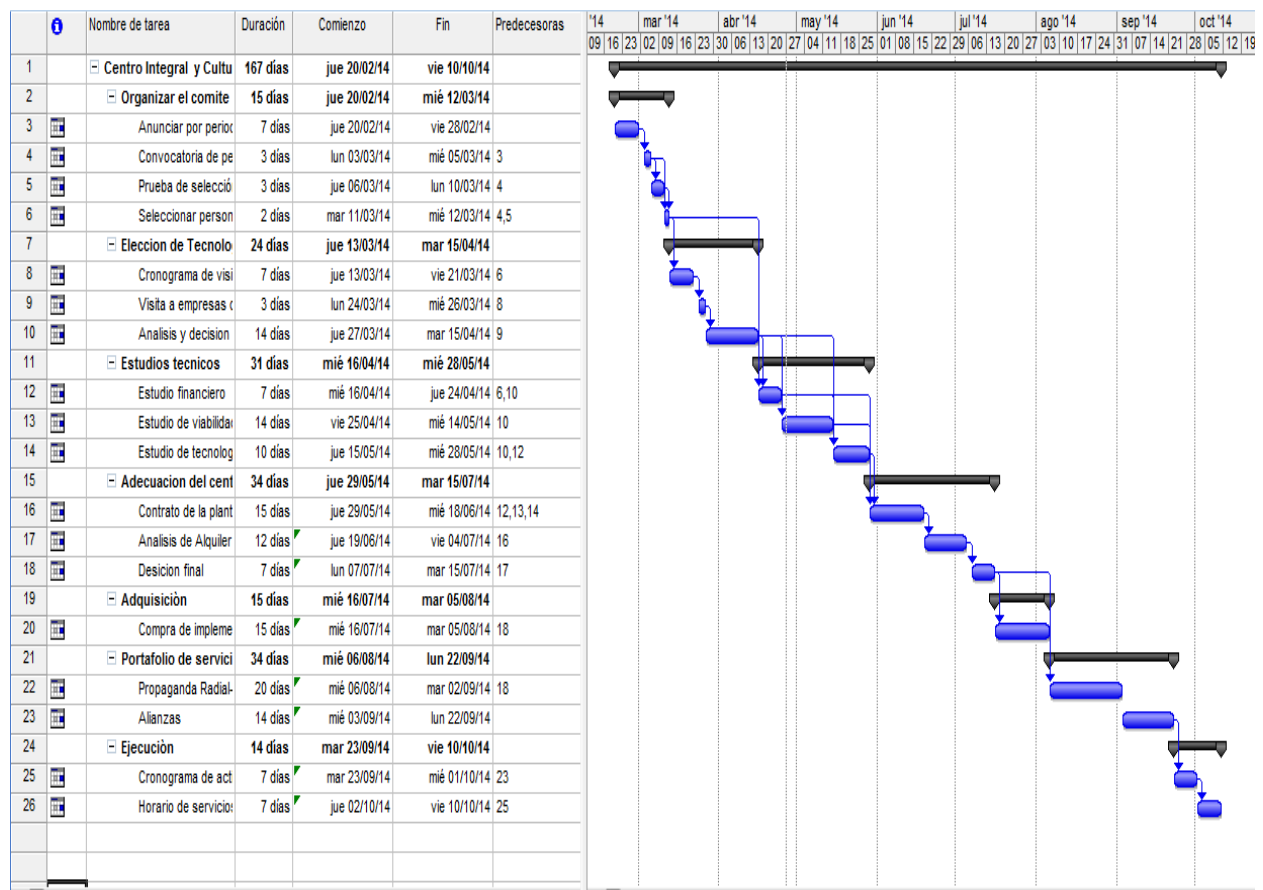 Nombre de tarea Duración Comienzo Fin Predecesoras '14 mar '14 abr '14 may '14 jun '14 jul '14 ago '14 sep '14 oct '14
09 16 23 02 09 16 23 30 06 13 20 27 04 11 18 25 01 08 15 22 29 06 13 20 27 03 10 17 24 31 07 14 21 28 05 12 19
1 Centro Integral y Cultu 167 días jue 20/02/14 vie 10/10/14
2 Organizar el comite 15 días jue 20/02/14 mié 12/03/14
3 Anunciar por perioc 7 días jue 20/02/14 vie 28/02/14
4 Convocatoria de pe 3 días lun 03/03/14 mié 05/03/14 3
5 Prueba de selecció 3 días jue 06/03/14 lun 10/03/14 4
6 Seleccionar person 2 días mar 11/03/14 mié 12/03/14 4,5
7 Eleccion de Tecnolo 24 días jue 13/03/14 mar 15/04/14
8 Cronograma de visi 7 días jue 13/03/14 vie 21/03/14 6
9 Visita a empresas c 3 días lun 24/03/14 mié 26/03/14 8
10 Analisis y decision 14 días jue 27/03/14 mar 15/04/14 9
11 Estudios tecnicos 31 días mié 16/04/14 mié 28/05/14
12 Estudio financiero 7 días mié 16/04/14 jue 24/04/14 6,10
13 Estudio de viabilidad 14 días vie 25/04/14 mié 14/05/14 10
14 Estudio de tecnolog 10 días jue 15/05/14 mié 28/05/14 10,12
15 Adecuacion del cent 34 días jue 29/05/14 mar 15/07/14
16 Contrato de la plant 15 días jue 29/05/14 mié 18/06/14 12,13,14
17 Analisis de Alquiler 12 días jue 19/06/14 vie 04/07/14 16
18 Desicion final 7 días lun 07/07/14 mar 15/07/14 17
19 Adquisiciòn 15 días mié 16/07/14 mar 05/08/14
20 Compra de impleme 15 días mié 16/07/14 mar 05/08/14 18
21 Portafolio de servici 34 días mié 06/08/14 lun 22/09/14
22 Propaganda Radial- 20 días mié 06/08/14 mar 02/09/14 18
23 Alianzas 14 días mié 03/09/14 lun 22/09/14
24 Ejecuciòn 14 días mar 23/09/14 vie 10/10/14
25 Cronograma de act 7 días mar 23/09/14 mié 01/10/14 23
26 Horario de servicios 7 días jue 02/10/14 vie 10/10/14 25